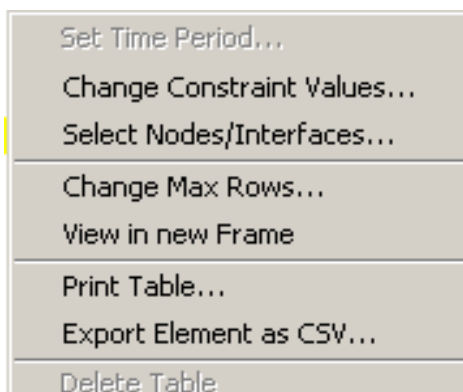 Set Time Period...
Change Constraint Values...
Select Nodes/Interfaces...
Change Max Rows...
View in new Frame
Print Table...
Export Element as CSV...
Delete Table